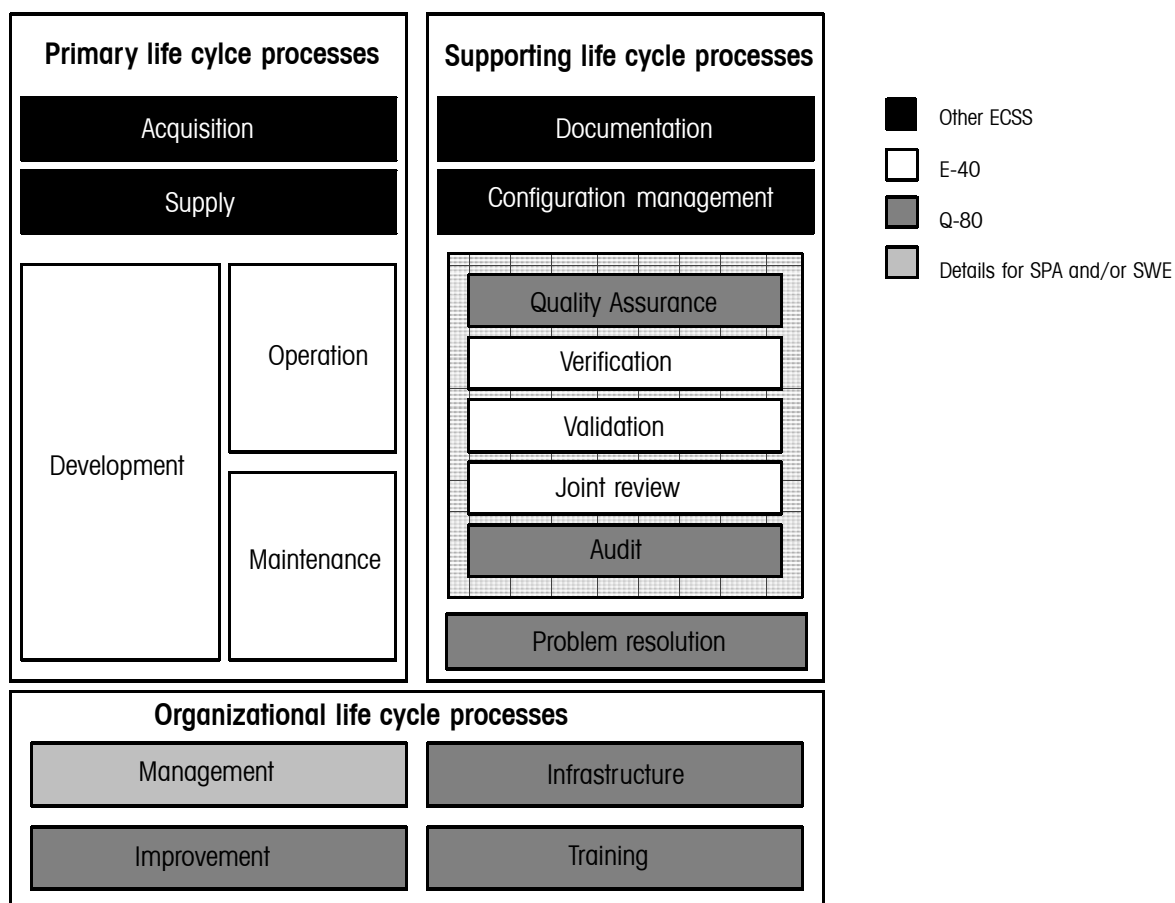 Primary life cylce processes
Acquisition
Supply
Development
Operation
Maintenance
Supporting life cycle processes
Documentation
Configuration management
Quality Assurance
Verification
Validation
Joint review
Audit
Problem resolution
Organizational life cycle processes
Management
Infrastructure
Improvement
Training
Other ECSS
E-40
Q-80
Details for SPA and/or SWE